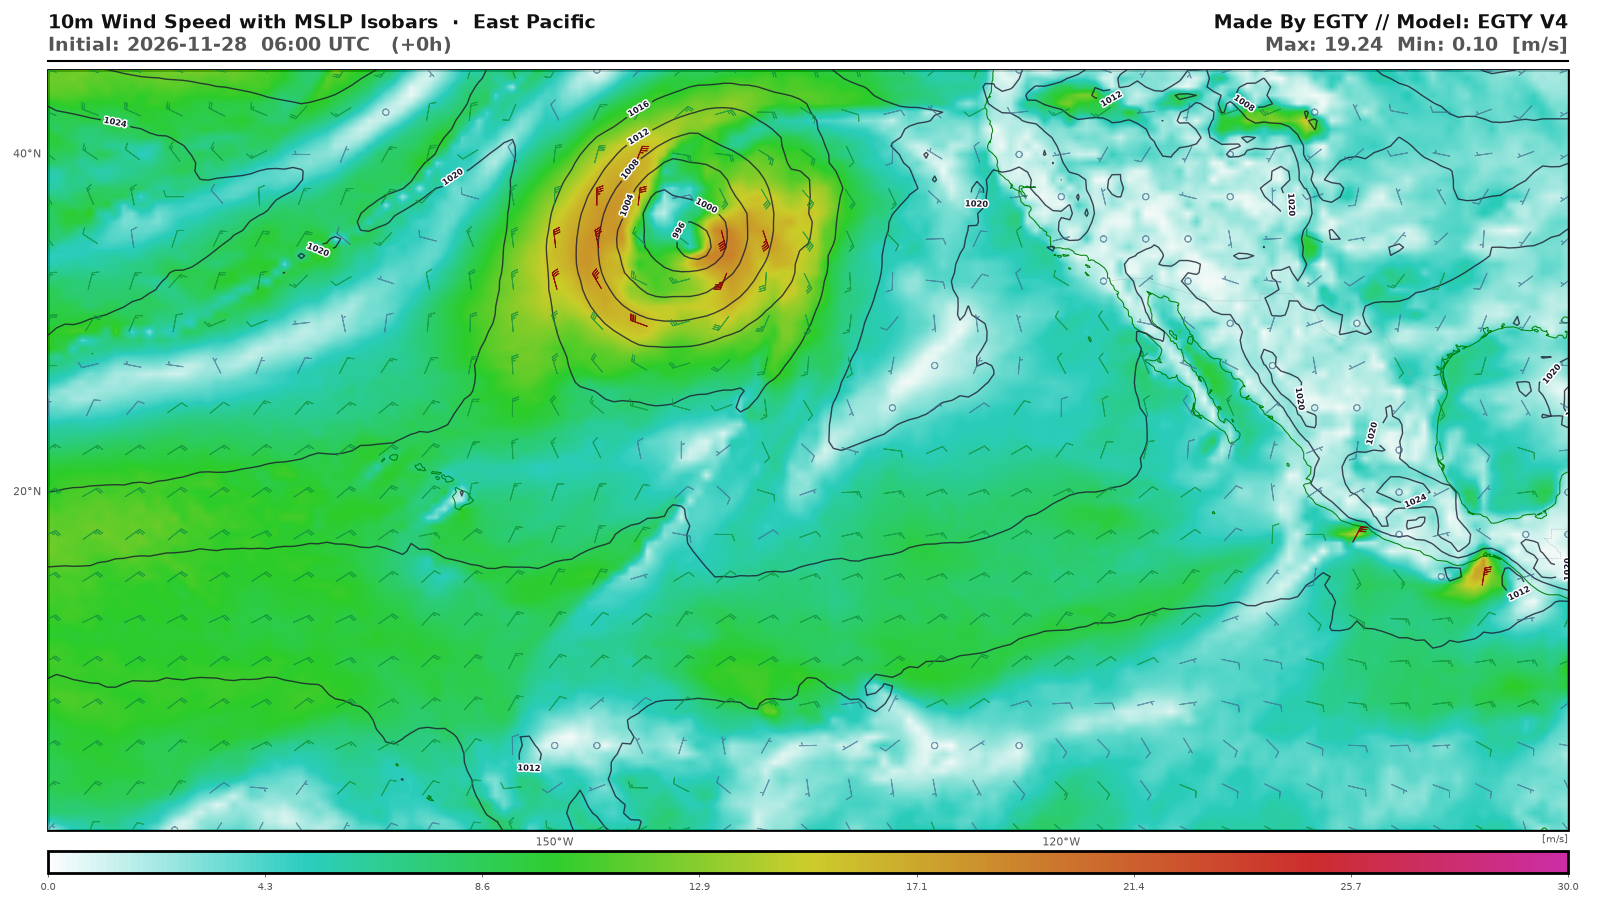 10m Wind Speed with MSLP Isobars · East Pacific
Made By EGTY // Model: EGTY V4
Initial: 2026-11-28 06:00 UTC (+0h)
Max: 19.24 Min: 0.10 [m/s]
1016
1012
1008
1024
1012
40°N
1008
1020
1004
1000
1020
1020
996
1020
1020
1020
1020
20°N
1024
1020
1012
1012
150°W
120°W
[m/s]
0.0 4.3 8.6 12.9 17.1 21.4 25.7 30.0